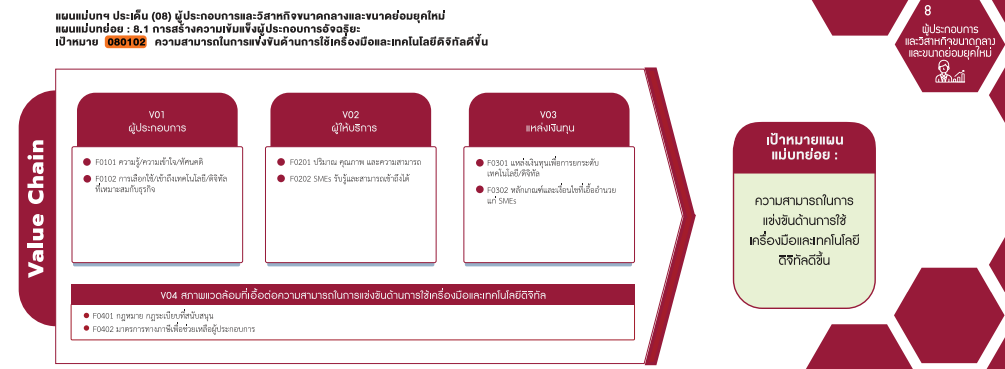 แผนแม่บทฯ ประเด็น (08) ผู้ประกอบการและวิสาหกิจขนาดกลางและขนาดย่อมยุคใหม่
แผนแม่บทย่อย : 8.1 การสร้างความเข้มแข็งผู้ประกอบการอัจฉริยะ
เป้าหมาย 080102 ความสามารถในการแข่งขันด้านการใช้เครื่องมือและเทคโนโลยีดิจิทัลดีขึ้น
8
ผู้ประกอบการ
และวิสาหกิจขนาดกลาง
และขนาดย่อมยุคใหม่
Value Chain
V01
ผู้ประกอบการ
F0101 ความรู้/ความเข้าใจ/ทัศนคติ
F0102 การเลือกใช้/เข้าถึงเทคโนโลยี/ดิจิทัล
ที่เหมาะสมกับธุรกิจ
V02
ผู้ให้บริการ
F0201 ปริมาณ คุณภาพ และความสามารถ
F0202 SMEs รับรู้และสามารถเข้าถึงได้
V03
แหล่งเงินทุน
F0301 แหล่งเงินทุนเพื่อการยกระดับ
เทคโนโลยี/ดิจิทัล
F0302 หลักเกณฑ์และเงื่อนไขที่เอื้ออำนวย
แก่ SMEs
V04 สภาพแวดล้อมที่เอื้อต่อความสามารถในการแข่งขันด้านการใช้เครื่องมือและเทคโนโลยีดิจิทัล
F0401 กฎหมาย กฎระเบียบที่สนับสนุน
F0402 มาตรการทางภาษีเพื่อช่วยเหลือผู้ประกอบการ
เป้าหมายแผน
แม่บทย่อย :
ความสามารถในการ
แข่งขันด้านการใช้
เครื่องมือและเทคโนโลยี
ดิจิทัลดีขึ้น